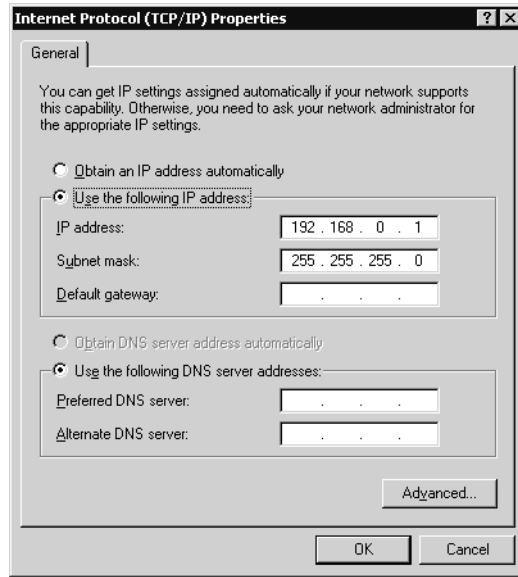 Internet Protocol (TCP/IP) Properties
General
You can get IP settings assigned automatically if your network supports
this capability. Otherwise, you need to ask your network administrator for
the appropriate IP settings.
Obtain an IP address automatically
Use the following IP address:
IP address: 192 . 168 . 0 . 1
Subnet mask: 255 . 255 . 255 . 0
Default gateway: . . .
Obtain DNS server address automatically
Use the following DNS server addresses:
Preferred DNS server: . . .
Alternate DNS server: . . .
Advanced...
OK Cancel